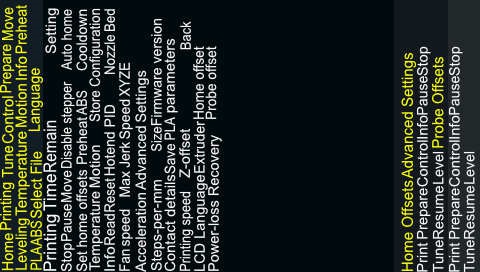 Home Printing Tune Control Prepare Move
Leveling Temperature Motion Info Preheat
PLA ABS Select File Language
Printing Time Remain Setting
Stop Pause Move Disable stepper Auto home
Set home offsets Preheat ABS Cooldown
Temperature Motion Store Configuration
Info Read Reset Hotend PID Nozzle Bed
Fan speed Max Jerk Speed XYZE
Acceleration Advanced Settings
Steps-per-mm Size Firmware version
Contact details Save PLA parameters
Printing speed Z-offset Back
LCD Language Extruder Home offset
Power-loss Recovery Probe offset
Home Offsets Advanced Settings
Print Prepare Control Info Pause Stop
Tune Resume Level Probe Offsets
Print Prepare Control Info Pause Stop
Tune Resume Level